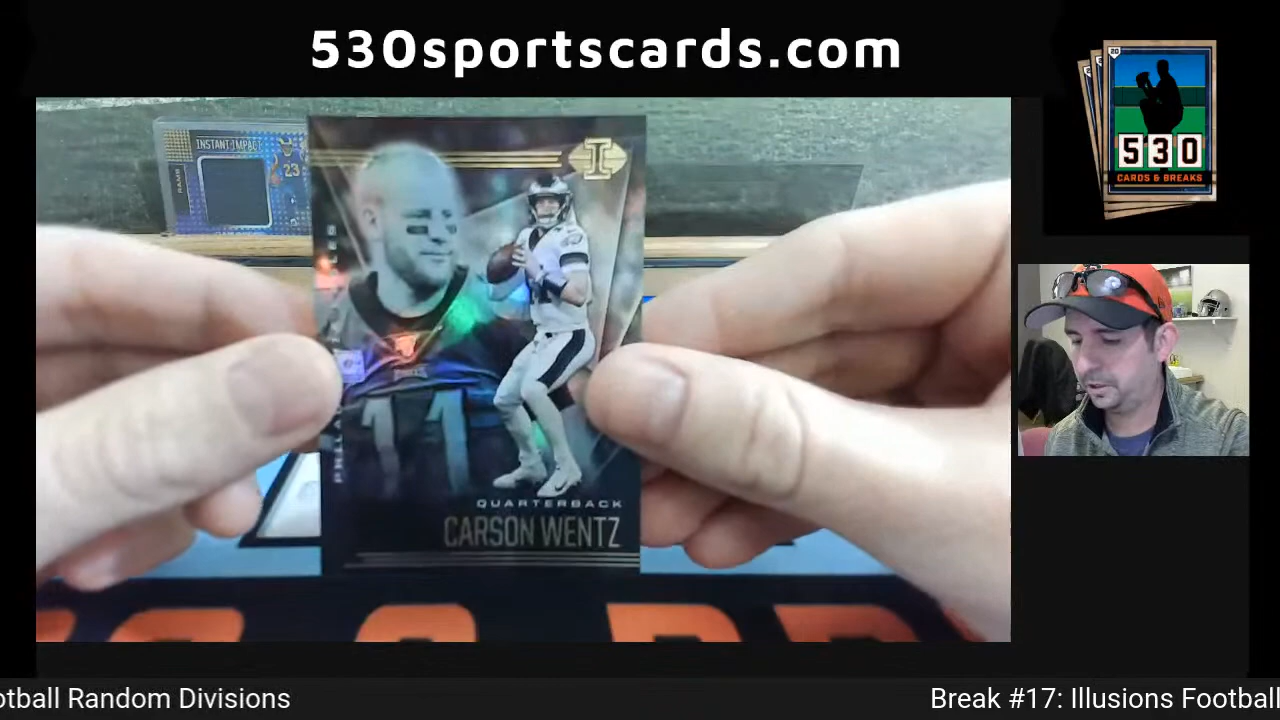 530sportscards.com
530
CARDS & BREAKS
INSTANT IMPACT
RAMS
23
I
11
QUARTERBACK
CARSON WENTZ
otball Random Divisions
Break #17: Illusions Football